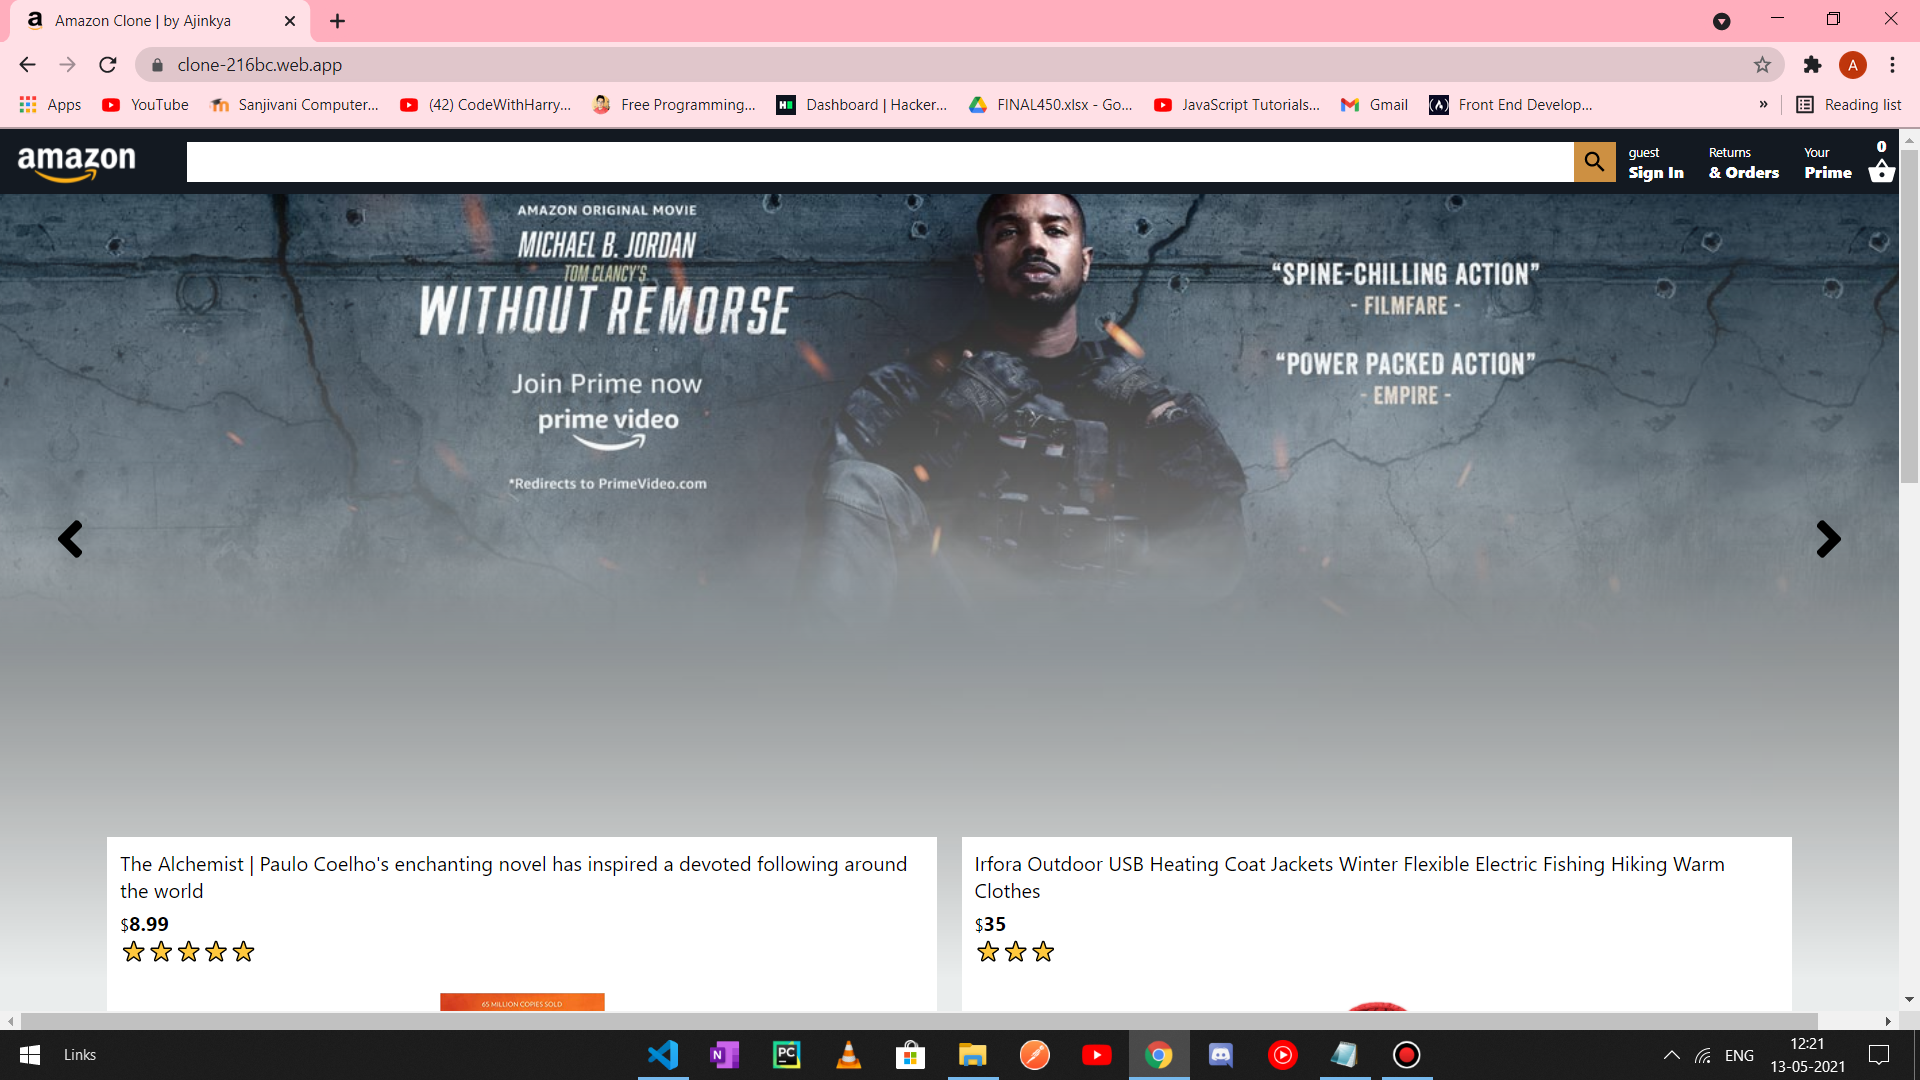 Amazon Clone | by Ajinkya
clone-216bc.web.app
A
Apps YouTube Sanjivani Computer... (42) CodeWithHarry... Free Programming... Dashboard | Hacker... FINAL450.xlsx - Go... JavaScript Tutorials... Gmail Front End Develop... » Reading list
amazon
guest
Sign In
Returns
& Orders
Your
Prime
0
AMAZON ORIGINAL MOVIE
MICHAEL B. JORDAN
TOM CLANCY'S
WITHOUT REMORSE
Join Prime now
prime video
*Redirects to PrimeVideo.com
“SPINE-CHILLING ACTION”
- FILMFARE -
“POWER PACKED ACTION”
- EMPIRE -
The Alchemist | Paulo Coelho's enchanting novel has inspired a devoted following around
the world
$8.99
65 MILLION COPIES SOLD
Irfora Outdoor USB Heating Coat Jackets Winter Flexible Electric Fishing Hiking Warm
Clothes
$35
Links
ENG
12:21
13-05-2021